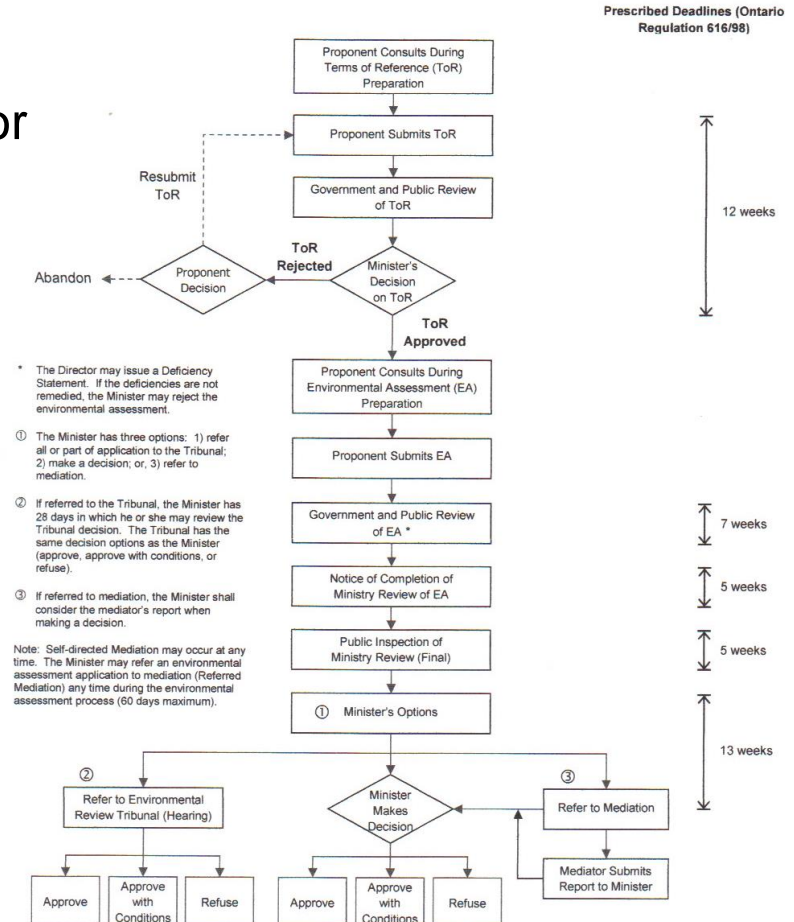 Prescribed Deadlines (Ontario
Regulation 616/98)
or
Proponent Consults During
Terms of Reference (ToR)
Preparation
Proponent Submits ToR
Resubmit
ToR
Government and Public Review
of ToR
12 weeks
Abandon
Proponent
Decision
ToR
Rejected
Minister's
Decision
on ToR
ToR
Approved
* The Director may issue a Deficiency
Statement. If the deficiencies are not
remedied, the Minister may reject the
environmental assessment.
① The Minister has three options: 1) refer
all or part of application to the Tribunal;
2) make a decision; or, 3) refer to
mediation.
② If referred to the Tribunal, the Minister has
28 days in which he or she may review the
Tribunal decision. The Tribunal has the
same decision options as the Minister
(approve, approve with conditions, or
refuse).
③ If referred to mediation, the Minister shall
consider the mediator's report when
making a decision.
Note: Self-directed Mediation may occur at any
time. The Minister may refer an environmental
assessment application to mediation (Referred
Mediation) any time during the environmental
assessment process (60 days maximum).
Proponent Consults During
Environmental Assessment (EA)
Preparation
Proponent Submits EA
Government and Public Review
of EA *
7 weeks
Notice of Completion of
Ministry Review of EA
5 weeks
Public Inspection of
Ministry Review (Final)
5 weeks
① Minister's Options
13 weeks
②
Refer to Environmental
Review Tribunal (Hearing)
Minister
Makes
Decision
③
Refer to Mediation
Mediator Submits
Report to Minister
Approve
Approve
with
Conditions
Refuse
Approve
Approve
with
Conditions
Refuse